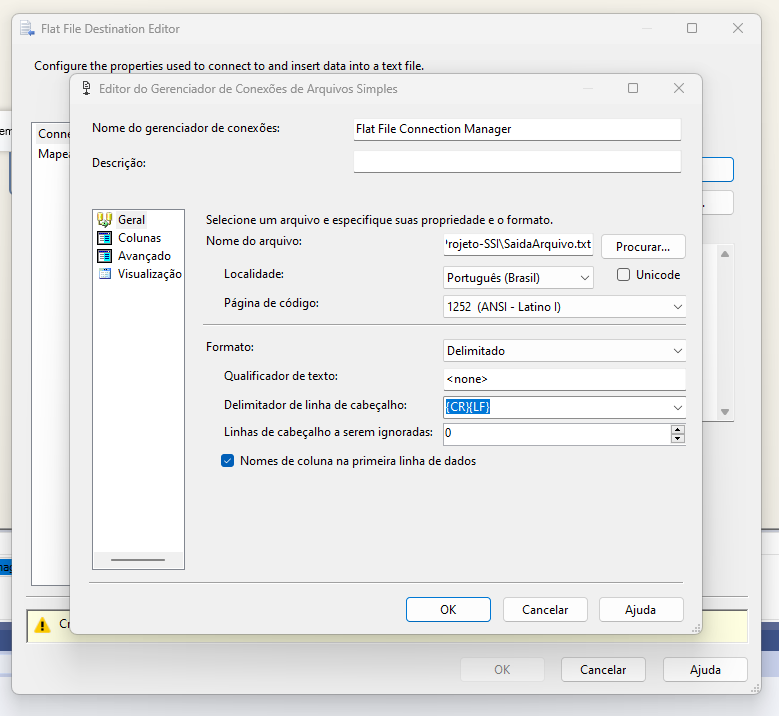 Flat File Destination Editor
Configure the properties used to connect to and insert data into a text file.
Editor do Gerenciador de Conexões de Arquivos Simples
Nome do gerenciador de conexões: Flat File Connection Manager
Descrição:
Geral
Colunas
Avançado
Visualização
Selecione um arquivo e especifique suas propriedade e o formato.
Nome do arquivo: rojeto-SSI\SaidaArquivo.txt Procurar...
Localidade: Português (Brasil) Unicode
Página de código: 1252 (ANSI - Latino I)
Formato: Delimitado
Qualificador de texto: <none>
Delimitador de linha de cabeçalho: {CR}{LF}
Linhas de cabeçalho a serem ignoradas: 0
Nomes de coluna na primeira linha de dados
OK Cancelar Ajuda
OK Cancelar Ajuda